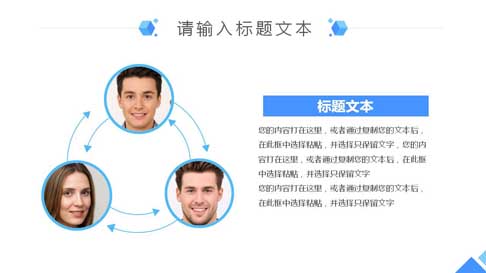 请输入标题文本
标题文本
您的内容打在这里，或者通过复制您的文本后，
在此框中选择粘贴，并选择只保留文字，您的内
容打在这里，或者通过复制您的文本后，在此框
中选择粘贴，并选择只保留文字
您的内容打在这里，或者通过复制您的文本后，
在此框中选择粘贴，并选择只保留文字